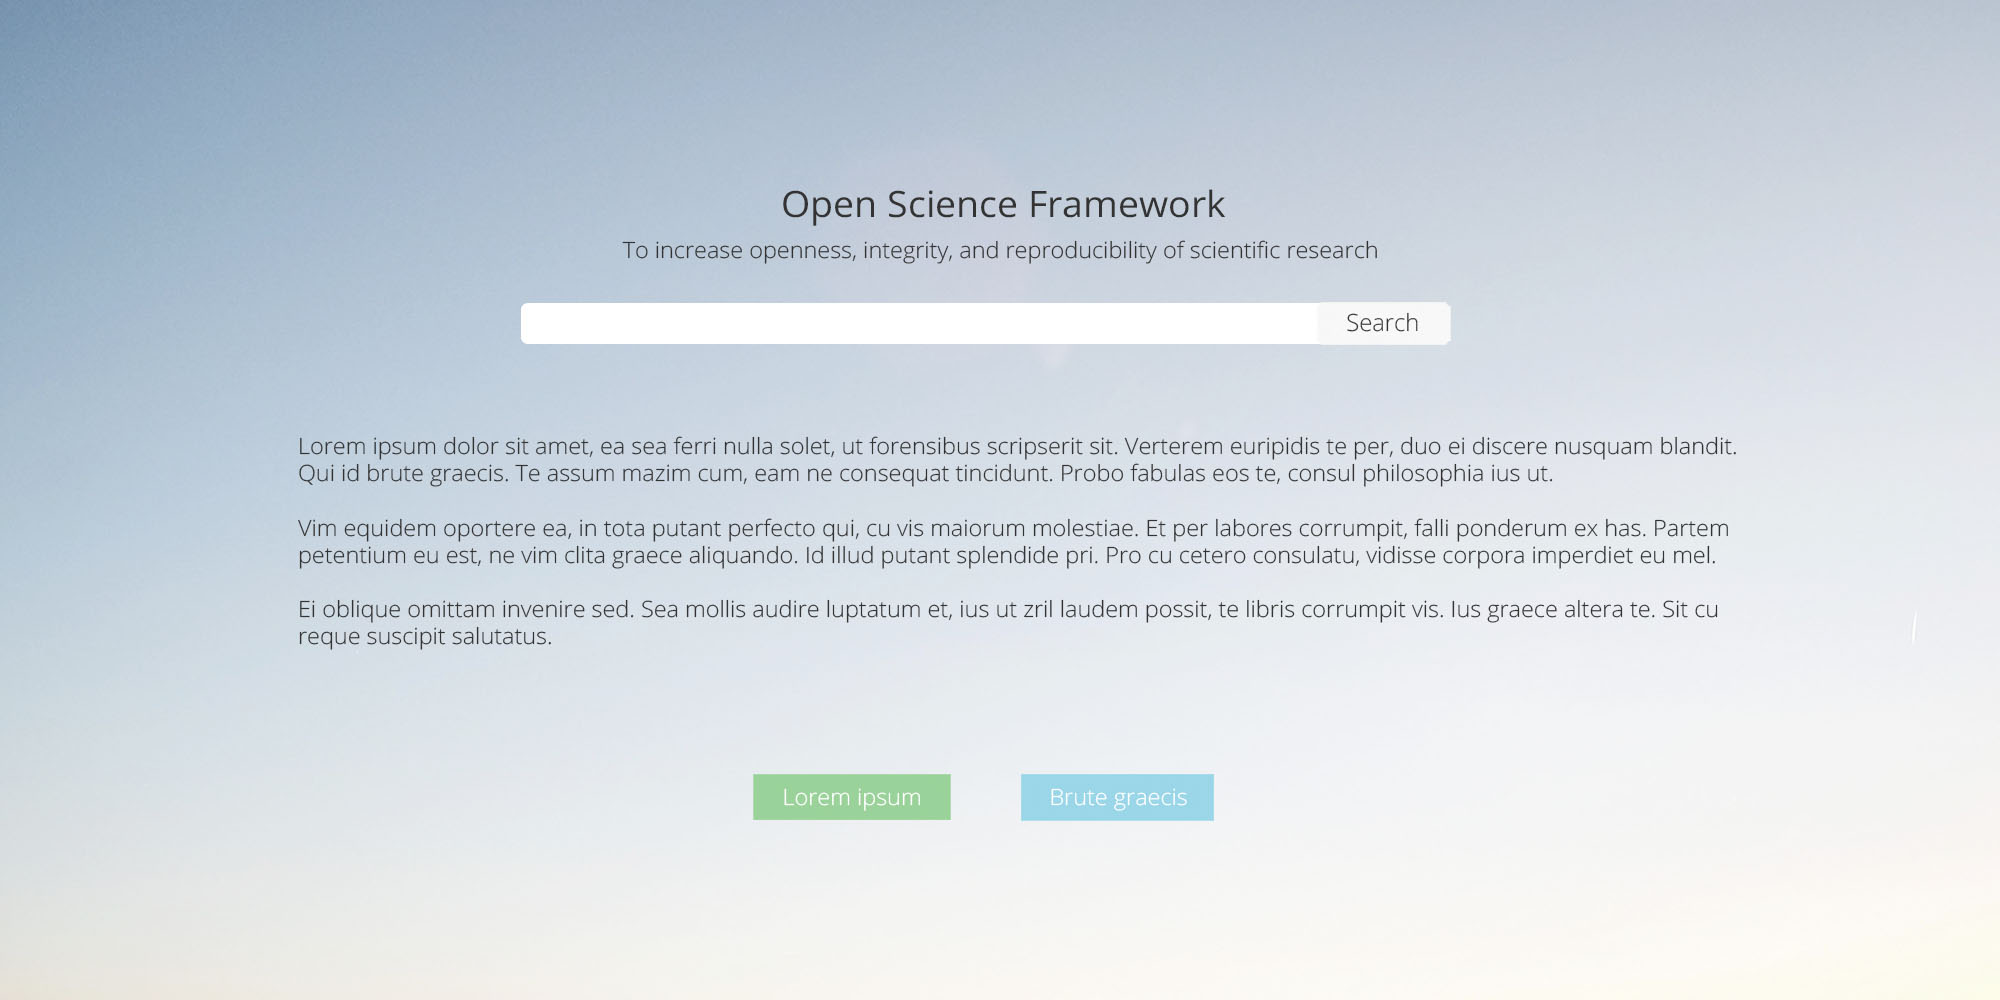 Open Science Framework
To increase openness, integrity, and reproducibility of scientific research
Search
Lorem ipsum dolor sit amet, ea sea ferri nulla solet, ut forensibus scripserit sit. Verterem euripidis te per, duo ei discere nusquam blandit.
Qui id brute graecis. Te assum mazim cum, eam ne consequat tincidunt. Probo fabulas eos te, consul philosophia ius ut.
Vim equidem oportere ea, in tota putant perfecto qui, cu vis maiorum molestiae. Et per labores corrumpit, falli ponderum ex has. Partem
petentium eu est, ne vim clita graece aliquando. Id illud putant splendide pri. Pro cu cetero consulatu, vidisse corpora imperdiet eu mel.
Ei oblique omittam invenire sed. Sea mollis audire luptatum et, ius ut zril laudem possit, te libris corrumpit vis. Ius graece altera te. Sit cu
reque suscipit salutatus.
Lorem ipsum
Brute graecis